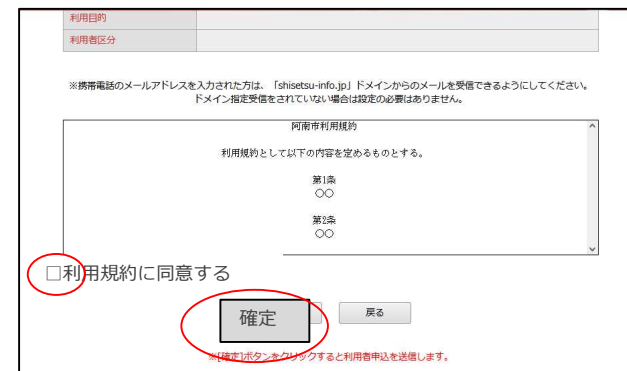 利用目的
利用者区分
※携帯電話のメールアドレスを入力された方は、「shisetsu-info.jp」ドメインからのメールを受信できるようにしてください。
ドメイン指定受信をされていない場合は設定の必要はありません。
阿南市利用規約
利用規約として以下の内容を定めるものとする。
第1条
○○
第2条
○○
□利用規約に同意する
確定
戻る
※[確定]ボタンをクリックすると利用者申込を送信します。